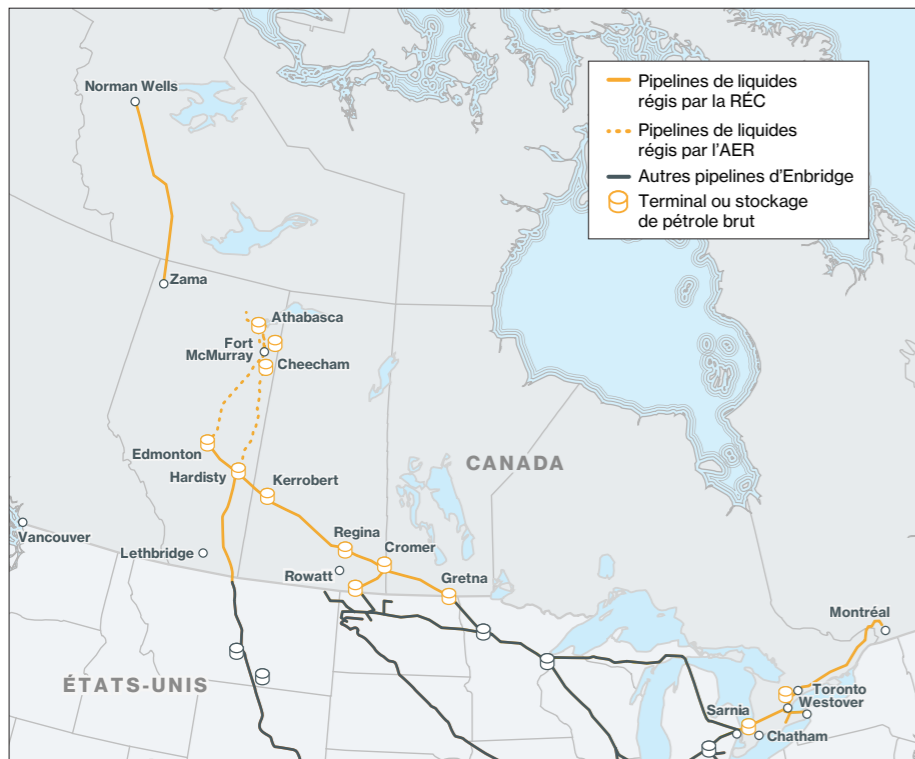 Norman Wells
Pipelines de liquides
régis par la RÉC
Pipelines de liquides
régis par l'AER
Autres pipelines d'Enbridge
Terminal ou stockage
de pétrole brut
Zama
Athabasca
Fort
McMurray
Cheecham
Edmonton
Hardisty
CANADA
Kerrobert
Vancouver
Regina
Lethbridge
Cromer
Rowatt
Gretna
Montréal
ÉTATS-UNIS
Toronto
Westover
Sarnia
Chatham